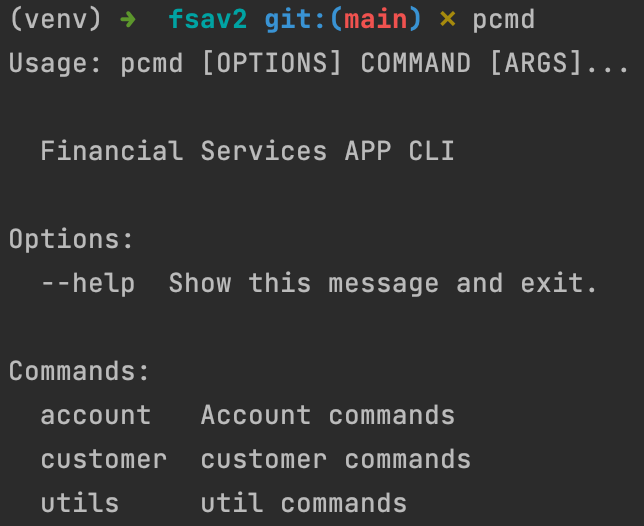 (venv) ➜  fsav2 git:(main) ✗ pcmd
Usage: pcmd [OPTIONS] COMMAND [ARGS]...
Financial Services APP CLI
Options:
--help  Show this message and exit.
Commands:
account   Account commands
customer  customer commands
utils     util commands